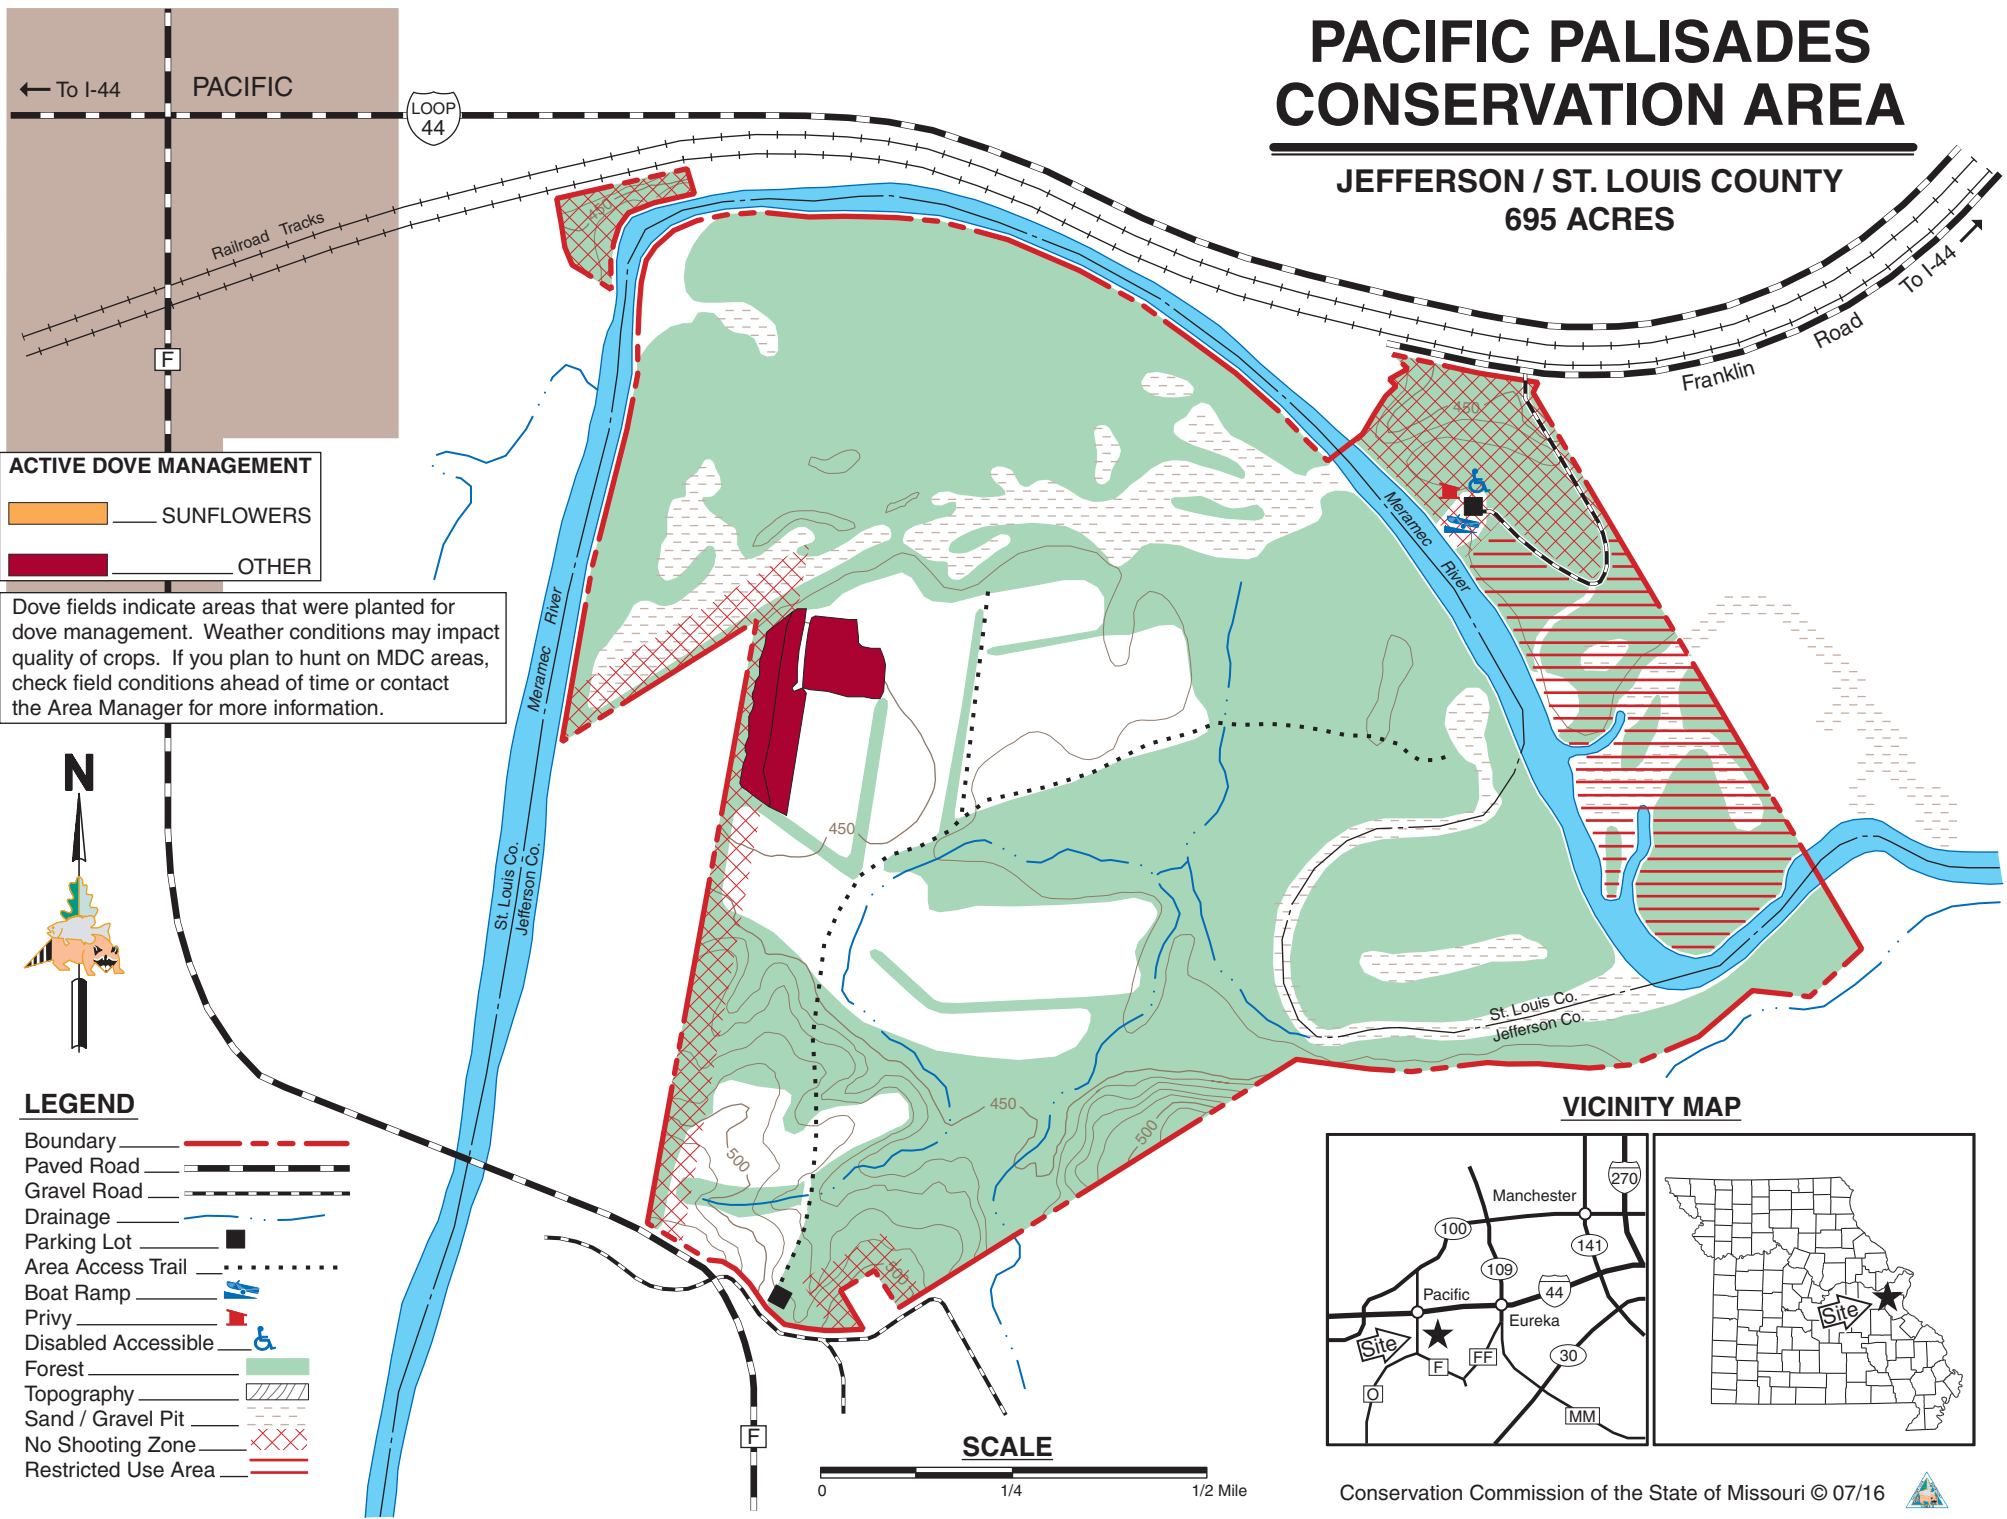 PACIFIC PALISADES
CONSERVATION AREA
JEFFERSON / ST. LOUIS COUNTY
695 ACRES
To I-44
PACIFIC
LOOP
44
Railroad Tracks
F
450
To I-44
Franklin Road
450
ACTIVE DOVE MANAGEMENT
SUNFLOWERS
OTHER
Dove fields indicate areas that were planted for
dove management. Weather conditions may impact
quality of crops. If you plan to hunt on MDC areas,
check field conditions ahead of time or contact
the Area Manager for more information.
Meramec River
Meramec River
N
450
St. Louis Co.
Jefferson Co.
St. Louis Co.
Jefferson Co.
450
500
500
500
F
LEGEND
Boundary
Paved Road
Gravel Road
Drainage
Parking Lot
Area Access Trail
Boat Ramp
Privy
Disabled Accessible
Forest
Topography
Sand / Gravel Pit
No Shooting Zone
Restricted Use Area
SCALE
0 1/4 1/2 Mile
VICINITY MAP
270
Manchester
100
141
109
44
Pacific
Eureka
Site
F
FF
30
O
MM
Site
Conservation Commission of the State of Missouri © 07/16